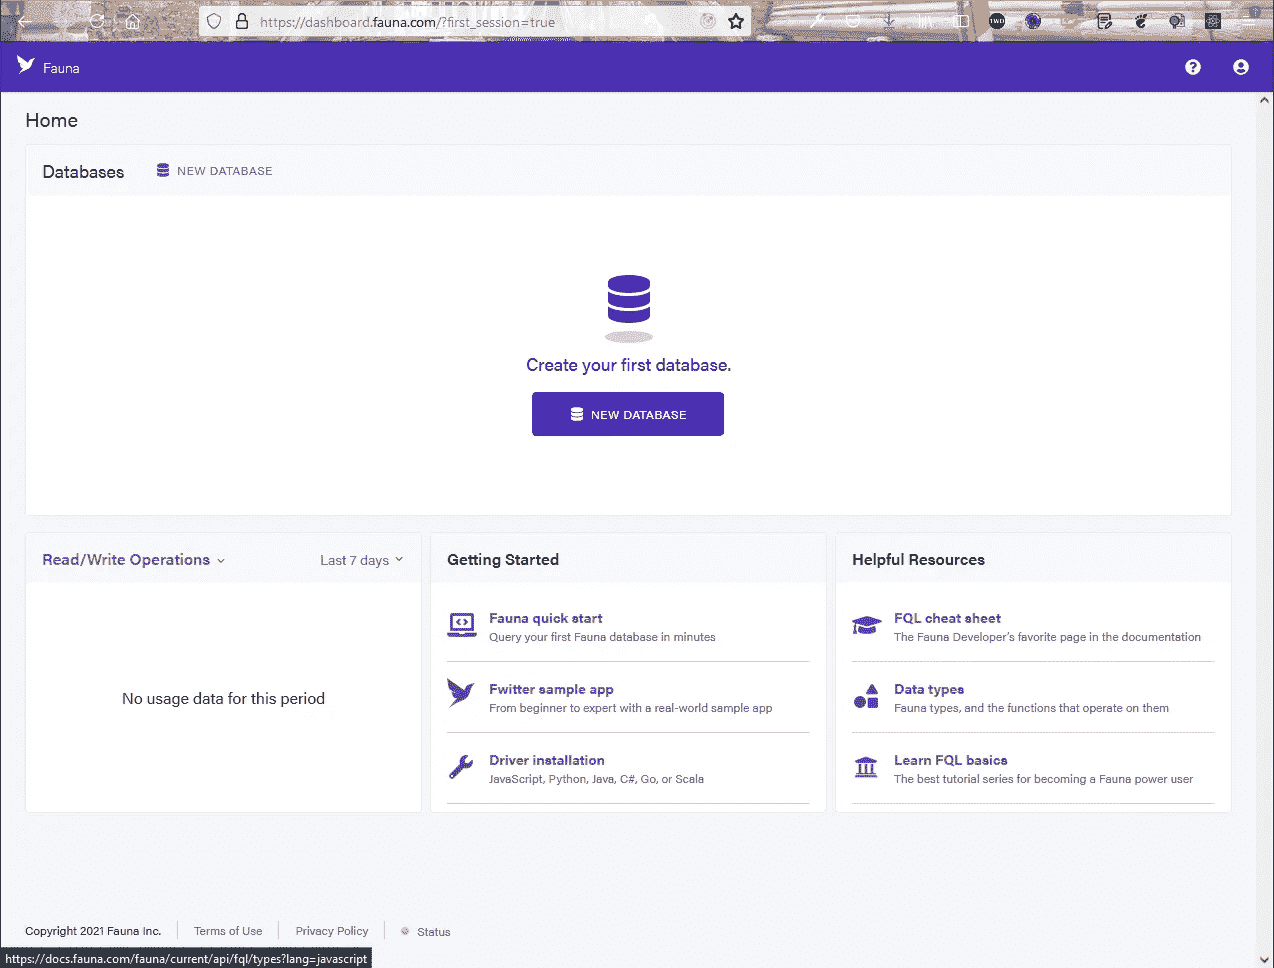 https://dashboard.fauna.com/?first_session=true
TWD
Fauna
Home
Databases
NEW DATABASE
Create your first database.
NEW DATABASE
Read/Write Operations
Last 7 days
No usage data for this period
Getting Started
Fauna quick start
Query your first Fauna database in minutes
Fwitter sample app
From beginner to expert with a real-world sample app
Driver installation
JavaScript, Python, Java, C#, Go, or Scala
Helpful Resources
FQL cheat sheet
The Fauna Developer's favorite page in the documentation
Data types
Fauna types, and the functions that operate on them
Learn FQL basics
The best tutorial series for becoming a Fauna power user
Copyright 2021 Fauna Inc.
Terms of Use
Privacy Policy
Status
https://docs.fauna.com/fauna/current/api/fql/types?lang=javascript